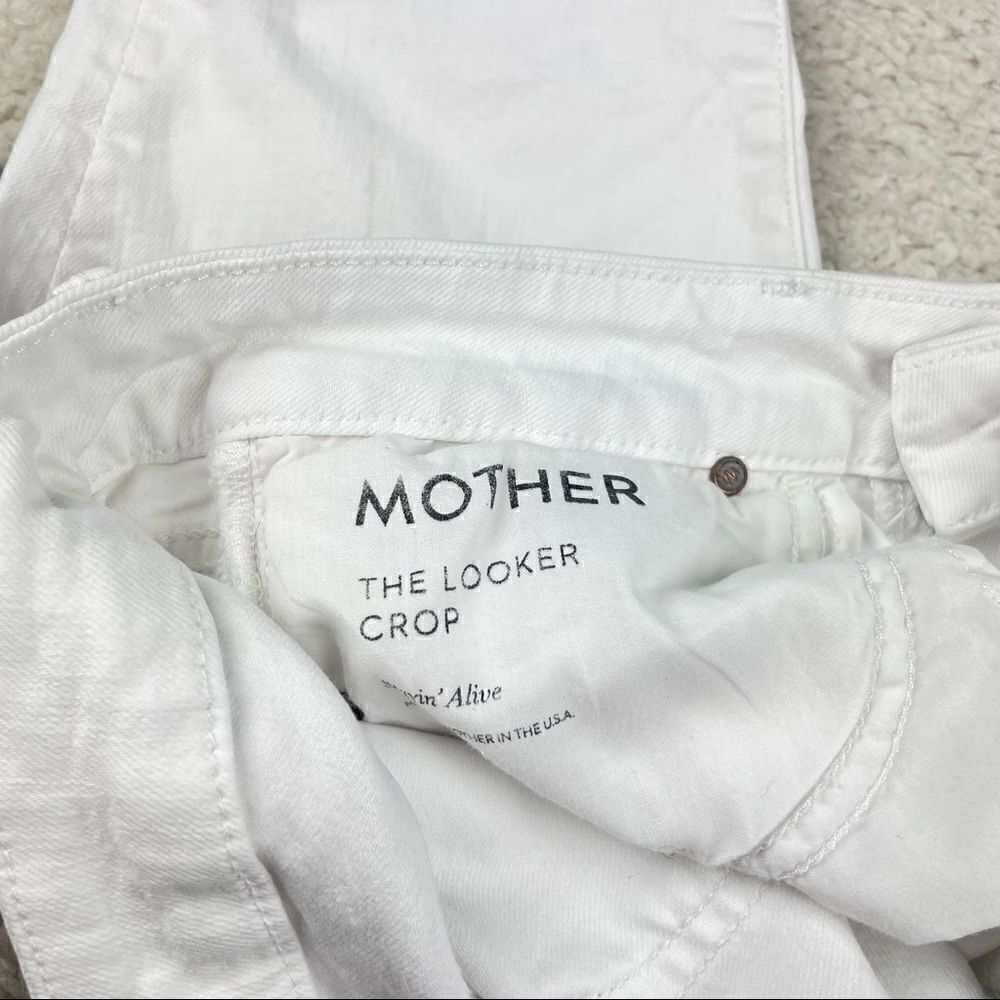 MOTHER
THE LOOKER
CROP
Alive
IN THE U.S.A.